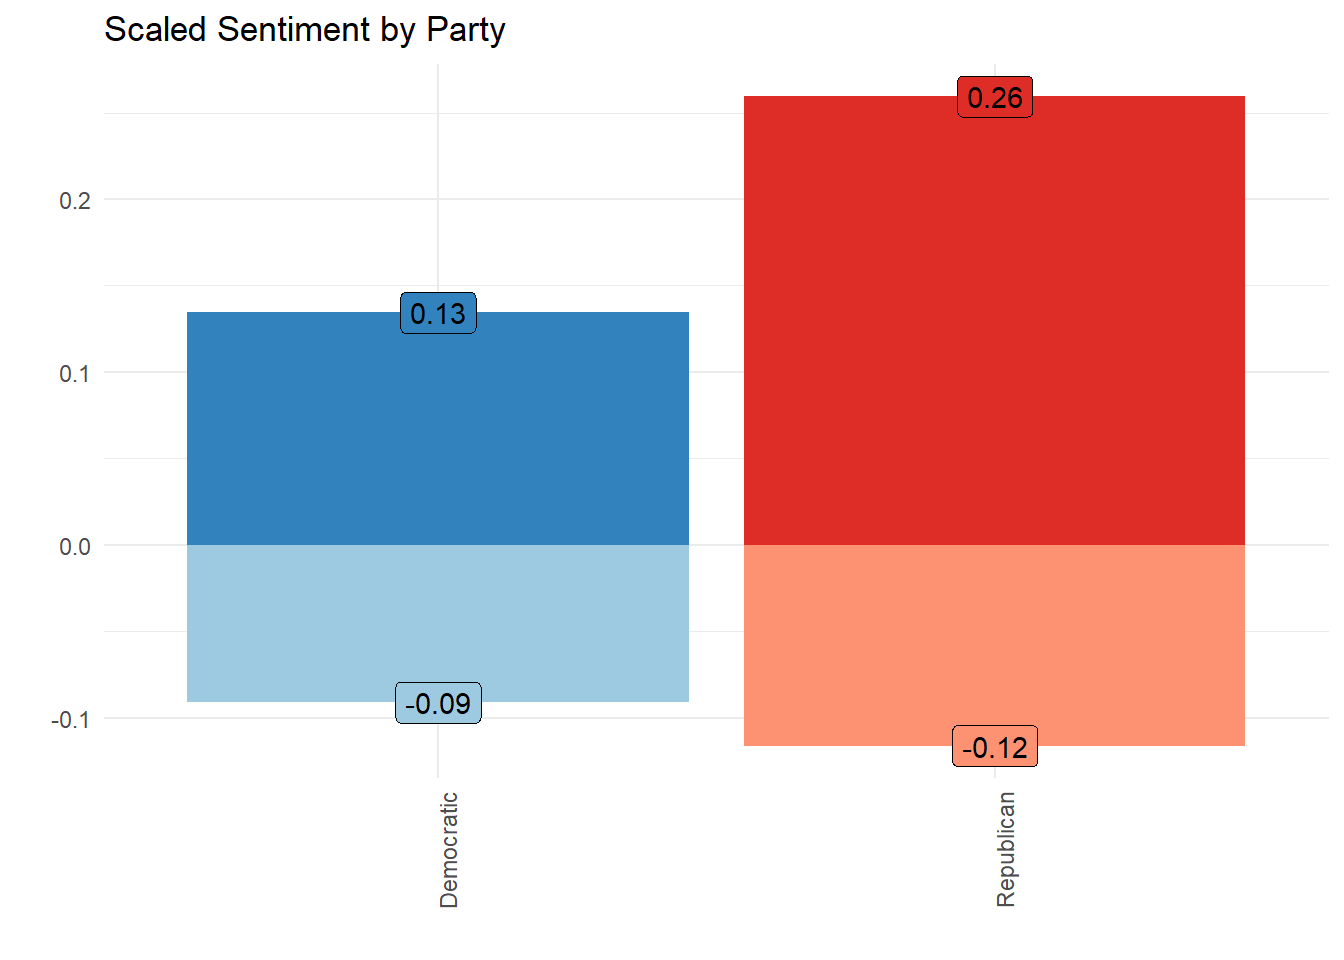 Scaled Sentiment by Party
0.26
0.2
0.13
0.1
0.0
-0.09
-0.1
-0.12
Democratic
Republican